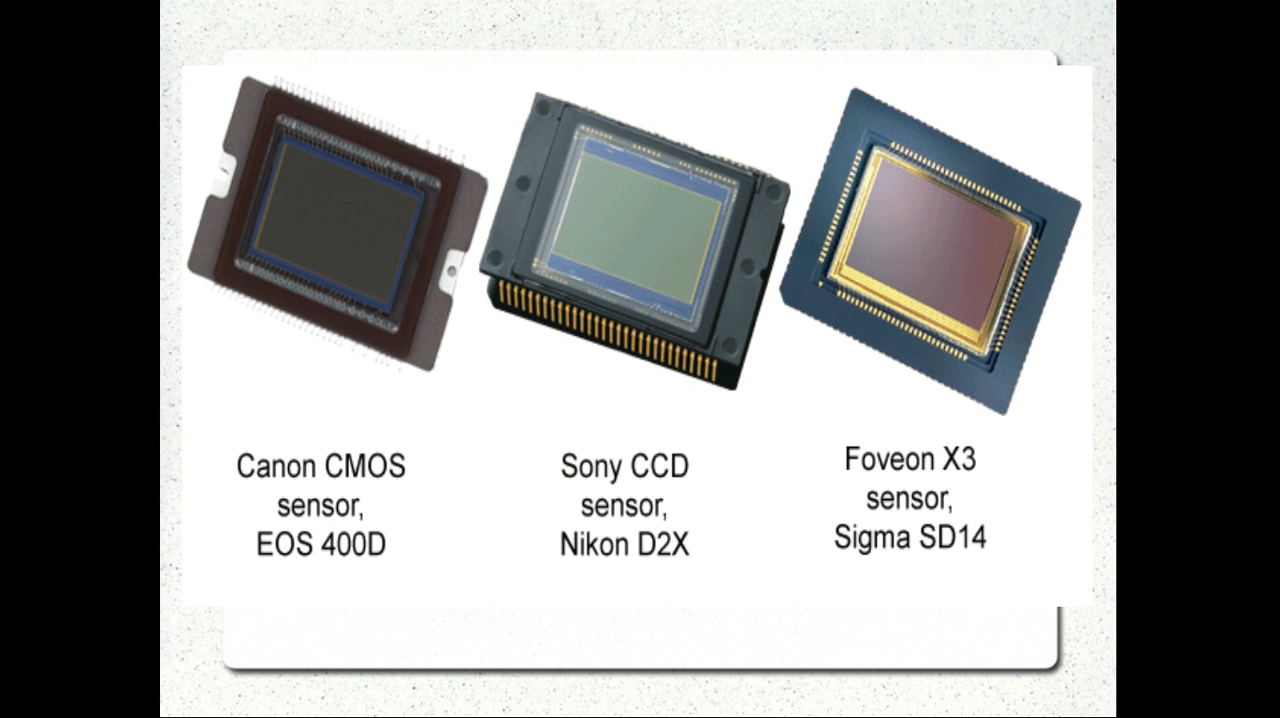 Canon CMOS
sensor,
EOS 400D
Sony CCD
sensor,
Nikon D2X
Foveon X3
sensor,
Sigma SD14